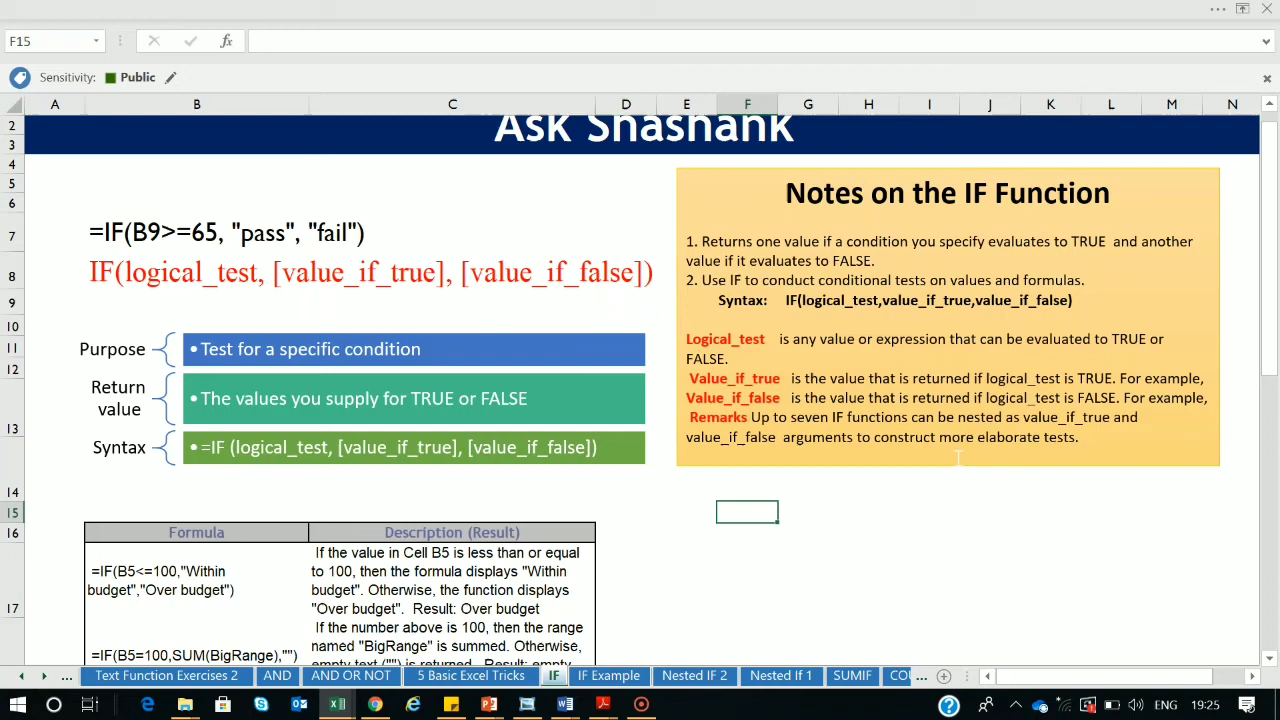 F15
fx
Sensitivity: Public
A B C D E F G H I J K L M N
2
3
4
5
6
7
8
9
10
11
12
13
14
15
16
17
Ask Shashank
=IF(B9>=65, "pass", "fail")
IF(logical_test, [value_if_true], [value_if_false])
Purpose
• Test for a specific condition
Return
value
• The values you supply for TRUE or FALSE
Syntax
• =IF (logical_test, [value_if_true], [value_if_false])
Notes on the IF Function
1. Returns one value if a condition you specify evaluates to TRUE and another
value if it evaluates to FALSE.
2. Use IF to conduct conditional tests on values and formulas.
Syntax: IF(logical_test,value_if_true,value_if_false)
Logical_test is any value or expression that can be evaluated to TRUE or
FALSE.
Value_if_true is the value that is returned if logical_test is TRUE. For example,
Value_if_false is the value that is returned if logical_test is FALSE. For example,
Remarks Up to seven IF functions can be nested as value_if_true and
value_if_false arguments to construct more elaborate tests.
Formula Description (Result)
=IF(B5<=100,"Within
budget","Over budget")
If the value in Cell B5 is less than or equal
to 100, then the formula displays "Within
budget". Otherwise, the function displays
"Over budget". Result: Over budget
=IF(B5=100,SUM(BigRange),"")
If the number above is 100, then the range
named "BigRange" is summed. Otherwise,
empty text ("") is returned. Result: empty
... Text Function Exercises 2 AND AND OR NOT 5 Basic Excel Tricks IF IF Example Nested IF 2 Nested If 1 SUMIF COU ...
ENG 19:25